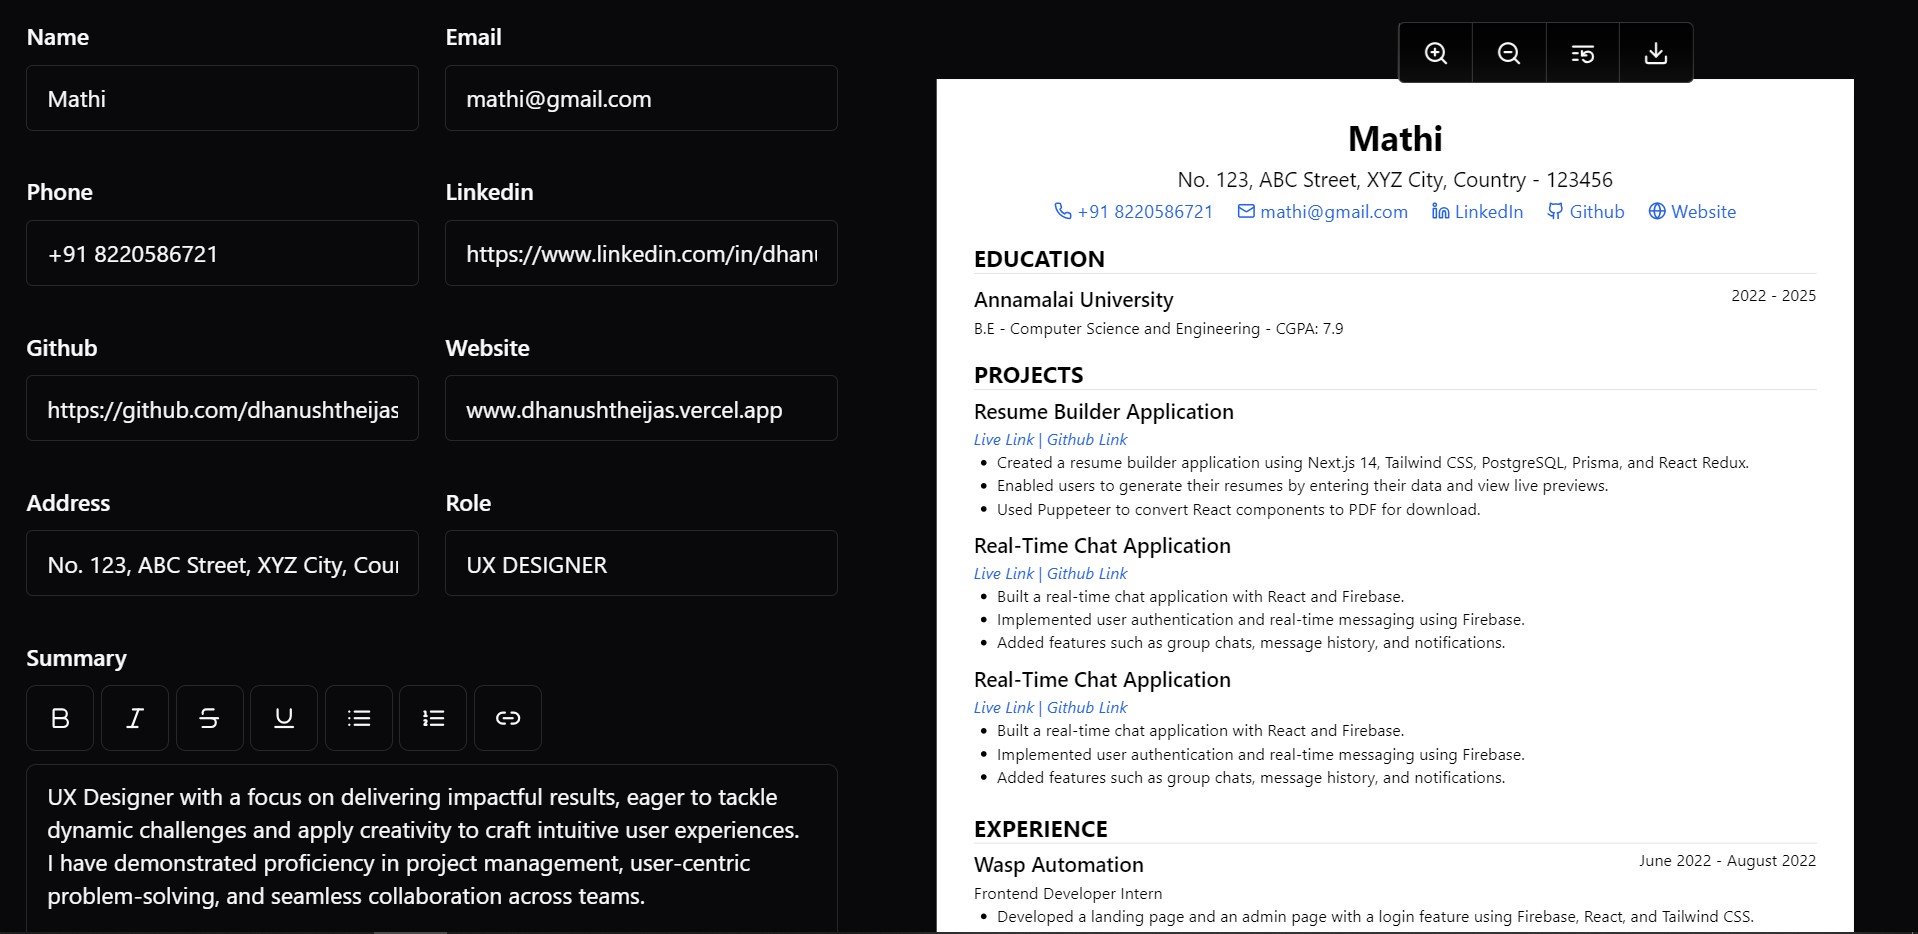 Name
Mathi
Email
mathi@gmail.com
Phone
+91 8220586721
Linkedin
https://www.linkedin.com/in/dhanu
Github
https://github.com/dhanushtheijas
Website
www.dhanushtheijas.vercel.app
Address
No. 123, ABC Street, XYZ City, Cour
Role
UX DESIGNER
Summary
UX Designer with a focus on delivering impactful results, eager to tackle
dynamic challenges and apply creativity to craft intuitive user experiences.
I have demonstrated proficiency in project management, user-centric
problem-solving, and seamless collaboration across teams.
Mathi
No. 123, ABC Street, XYZ City, Country - 123456
+91 8220586721 mathi@gmail.com LinkedIn Github Website
EDUCATION
Annamalai University 2022 - 2025
B.E - Computer Science and Engineering - CGPA: 7.9
PROJECTS
Resume Builder Application
Live Link | Github Link
• Created a resume builder application using Next.js 14, Tailwind CSS, PostgreSQL, Prisma, and React Redux.
• Enabled users to generate their resumes by entering their data and view live previews.
• Used Puppeteer to convert React components to PDF for download.
Real-Time Chat Application
Live Link | Github Link
• Built a real-time chat application with React and Firebase.
• Implemented user authentication and real-time messaging using Firebase.
• Added features such as group chats, message history, and notifications.
Real-Time Chat Application
Live Link | Github Link
• Built a real-time chat application with React and Firebase.
• Implemented user authentication and real-time messaging using Firebase.
• Added features such as group chats, message history, and notifications.
EXPERIENCE
Wasp Automation June 2022 - August 2022
Frontend Developer Intern
• Developed a landing page and an admin page with a login feature using Firebase, React, and Tailwind CSS.